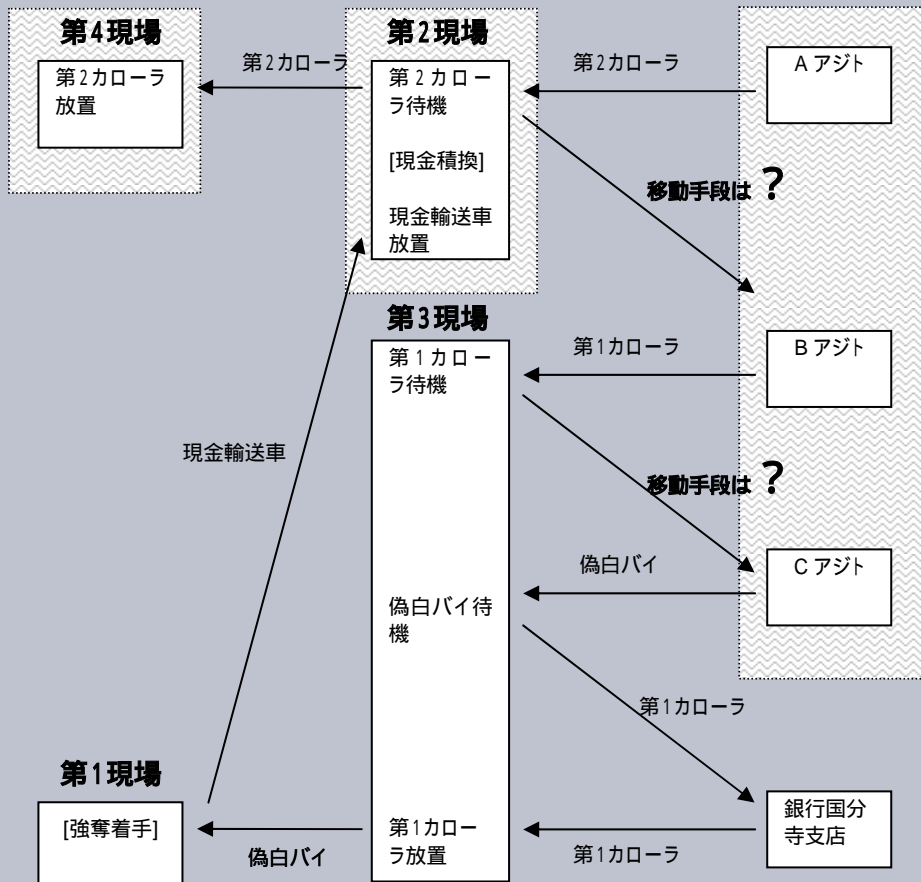 第4現場
第2カローラ
放置
第2カローラ
第2現場
第2カロー
ラ待機
[現金積換]
現金輸送車
放置
第2カローラ
Aアジト
移動手段は？
第3現場
第1カロー
ラ待機
第1カローラ
Bアジト
現金輸送車
移動手段は？
偽白バイ
Cアジト
偽白バイ待
機
第1カローラ
第1現場
[強奪着手]
偽白バイ
第1カロー
ラ放置
第1カローラ
銀行国分
寺支店